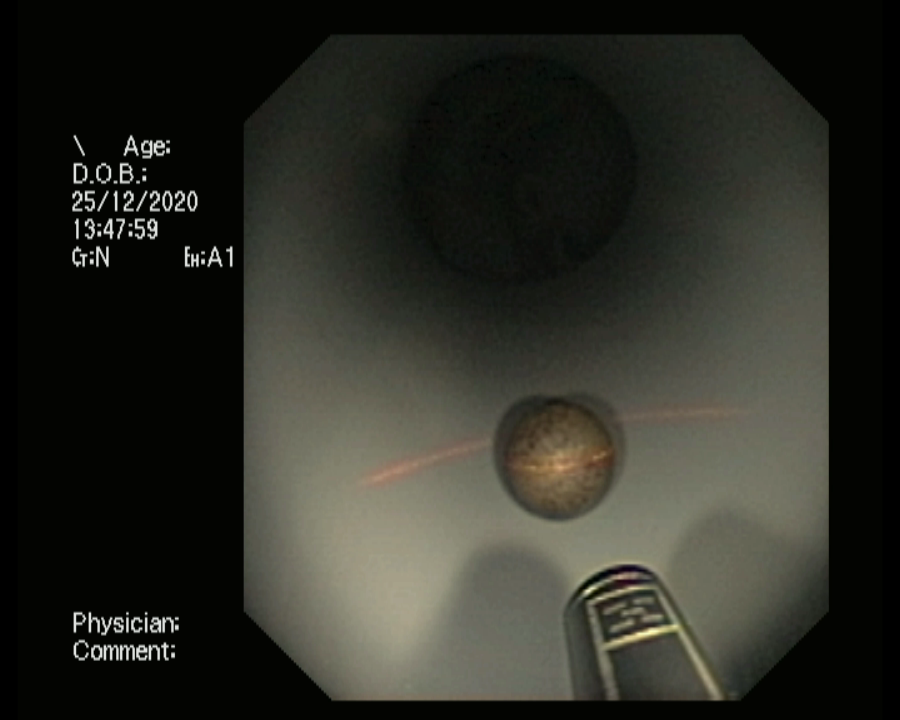 \ Age:
D.O.B.:
25/12/2020
13:47:59
Cr:N EH:A1
Physician:
Comment: